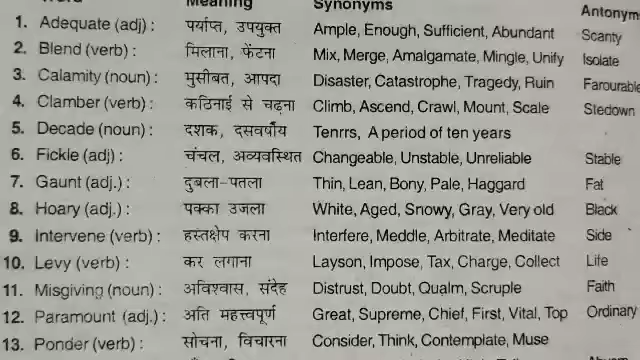 Meaning Synonyms Antonym
1. Adequate (adj) : पर्याप्त, उपयुक्त Ample, Enough, Sufficient, Abundant Scanty
2. Blend (verb) : मिलाना, फेंटना Mix, Merge, Amalgamate, Mingle, Unify Isolate
3. Calamity (noun) : मुसीबत, आपदा Disaster, Catastrophe, Tragedy, Ruin Farourable
4. Clamber (verb) : कठिनाई से चढ़ना Climb, Ascend, Crawl, Mount, Scale Stedown
5. Decade (noun) : दशक, दसवर्षीय Tenrrs, A period of ten years
6. Fickle (adj) : चंचल, अव्यवस्थित Changeable, Unstable, Unreliable Stable
7. Gaunt (adj.) : दुबला-पतला Thin, Lean, Bony, Pale, Haggard Fat
8. Hoary (adj.) : पक्का उजला White, Aged, Snowy, Gray, Very old Black
9. Intervene (verb) : हस्तक्षेप करना Interfere, Meddle, Arbitrate, Meditate Side
10. Levy (verb) : कर लगाना Layson, Impose, Tax, Charge, Collect Life
11. Misgiving (noun) : अविश्वास, संदेह Distrust, Doubt, Qualm, Scruple Faith
12. Paramount (adj.) : अति महत्त्वपूर्ण Great, Supreme, Chief, First, Vital, Top Ordinary
13. Ponder (verb) : सोचना, विचारना Consider, Think, Contemplate, Muse